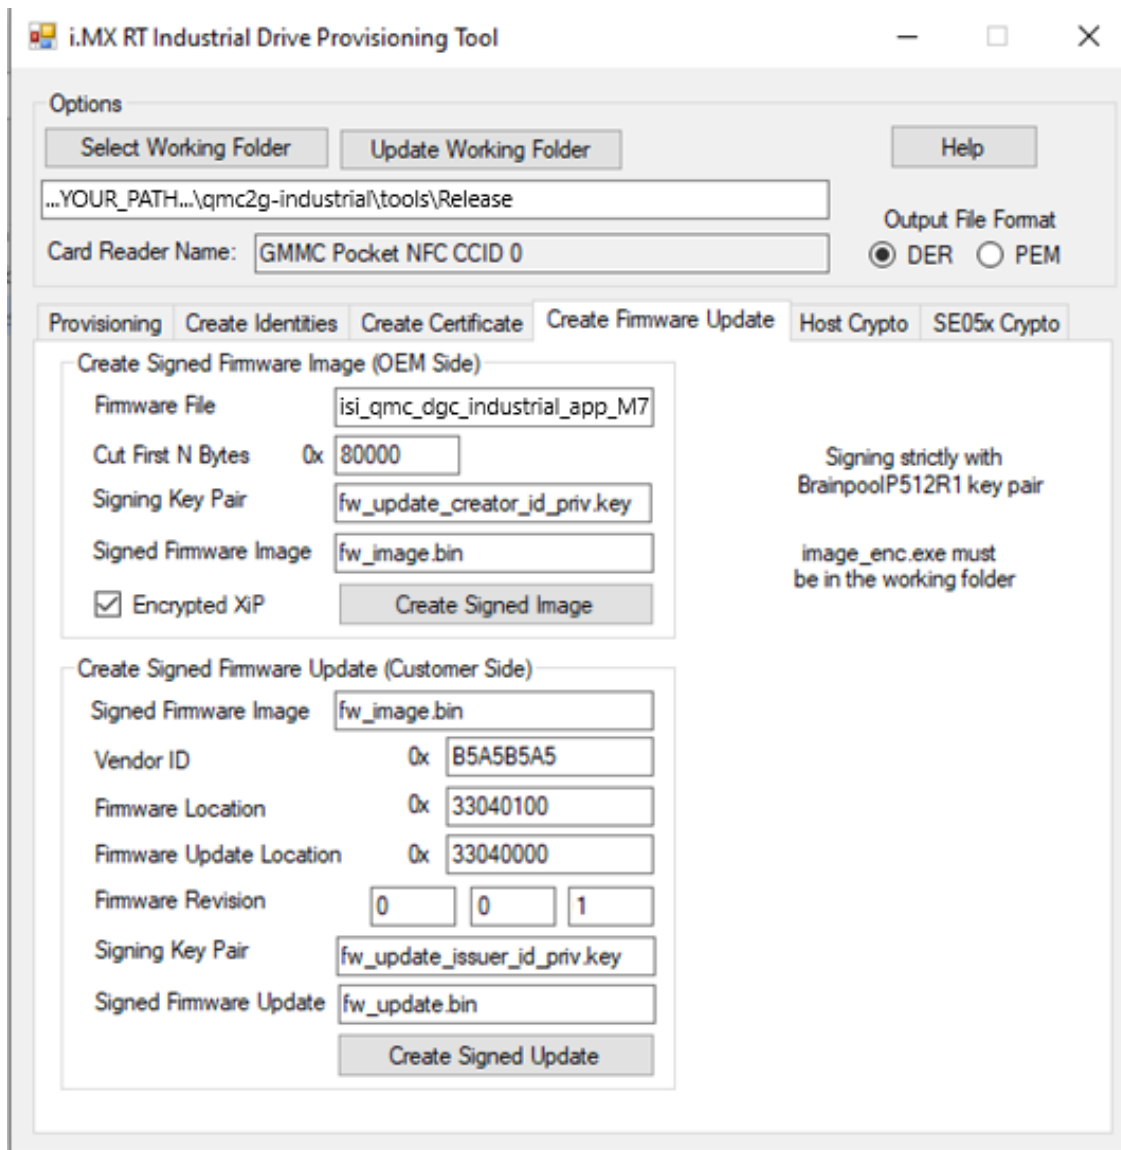 i.MX RT Industrial Drive Provisioning Tool
Options
Select Working Folder
Update Working Folder
Help
...YOUR_PATH...\qmc2g-industrial\tools\Release
Output File Format
Card Reader Name: GMMC Pocket NFC CCID 0
DER PEM
Provisioning Create Identities Create Certificate Create Firmware Update Host Crypto SE05x Crypto
Create Signed Firmware Image (OEM Side)
Firmware File isi_qmc_dgc_industrial_app_M7
Cut First N Bytes 0x 80000
Signing Key Pair fw_update_creator_id_priv.key
Signed Firmware Image fw_image.bin
Encrypted XiP Create Signed Image
Signing strictly with
BrainpoolP512R1 key pair
image_enc.exe must
be in the working folder
Create Signed Firmware Update (Customer Side)
Signed Firmware Image fw_image.bin
Vendor ID 0x B5A5B5A5
Firmware Location 0x 33040100
Firmware Update Location 0x 33040000
Firmware Revision 0 0 1
Signing Key Pair fw_update_issuer_id_priv.key
Signed Firmware Update fw_update.bin
Create Signed Update